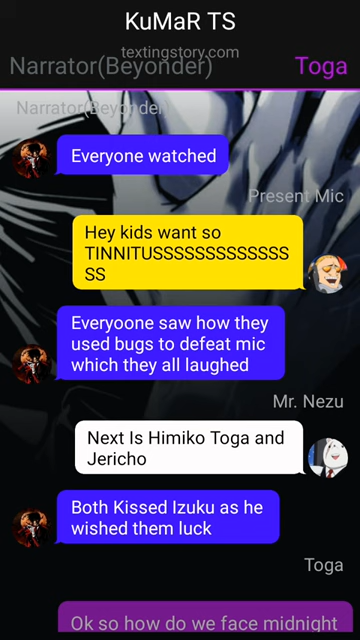 KuMaR TS
textingstory.com
Narrator(Beyonder)
Toga
Narrator(Beyonder)
Everyone watched
Present Mic
Hey kids want so
TINNITUSSSSSSSSSSSSSS
SS
Everyoone saw how they
used bugs to defeat mic
which they all laughed
Mr. Nezu
Next Is Himiko Toga and
Jericho
Both Kissed Izuku as he
wished them luck
Toga
Ok so how do we face midnight